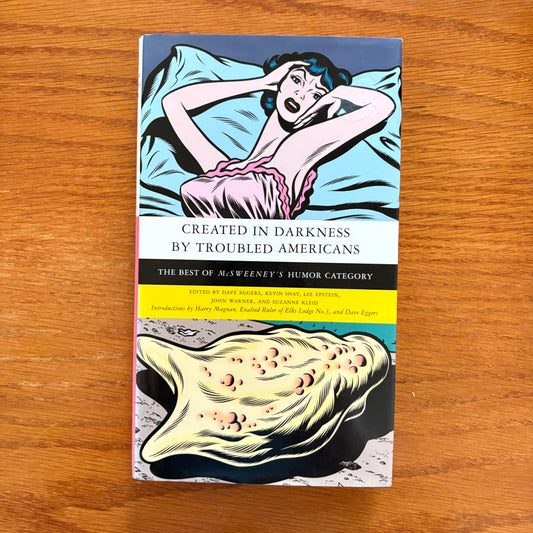 CREATED IN DARKNESS
BY TROUBLED AMERICANS
THE BEST OF McSWEENEY'S HUMOR CATEGORY
EDITED BY DAVE EGGERS, KEVIN SHAY, LEE EPSTEIN,
JOHN WARNER, AND SUZANNE KLEID
Introductions by Harry Magnan, Exalted Ruler of Elks Lodge No.3, and Dave Eggers